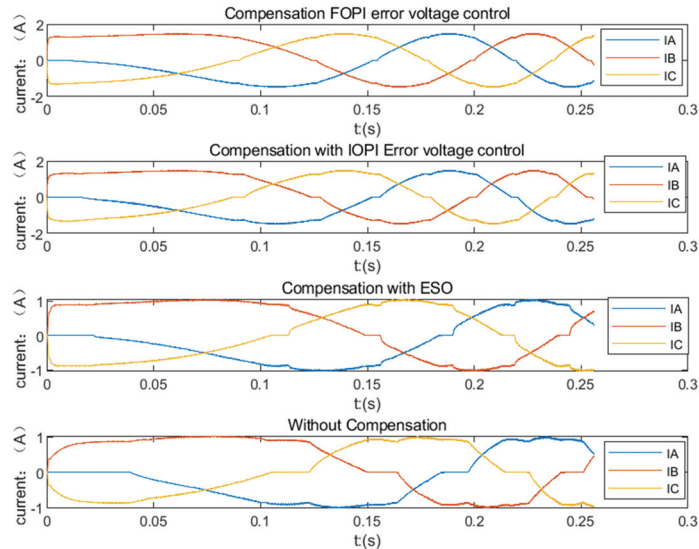 Compensation FOPI error voltage control
current：（A）
2
0
-2
0
0.05
0.1
0.15
0.2
0.25
0.3
t(s)
IA
IB
IC
Compensation with IOPI Error voltage control
current：（A）
2
0
-2
0
0.05
0.1
0.15
0.2
0.25
0.3
t(s)
IA
IB
IC
Compensation with ESO
current：（A）
1
0
-1
0
0.05
0.1
0.15
0.2
0.25
0.3
t(s)
IA
IB
IC
Without Compensation
current：（A）
1
0
-1
0
0.05
0.1
0.15
0.2
0.25
0.3
t(s)
IA
IB
IC